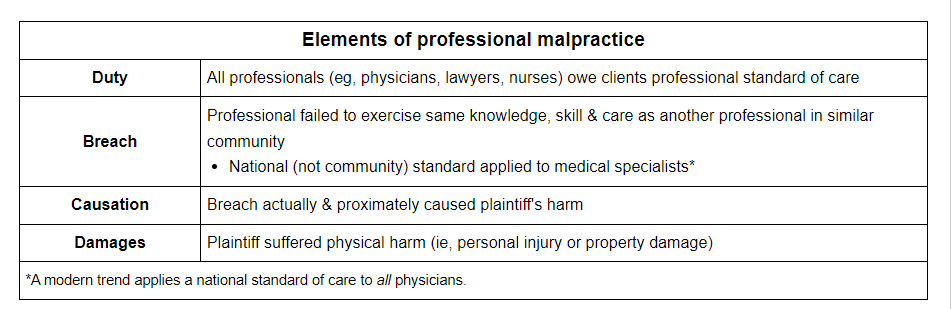 Elements of professional malpractice
Duty
All professionals (eg, physicians, lawyers, nurses) owe clients professional standard of care
Breach
Professional failed to exercise same knowledge, skill & care as another professional in similar
community
• National (not community) standard applied to medical specialists*
Causation
Breach actually & proximately caused plaintiff's harm
Damages
Plaintiff suffered physical harm (ie, personal injury or property damage)
*A modern trend applies a national standard of care to all physicians.